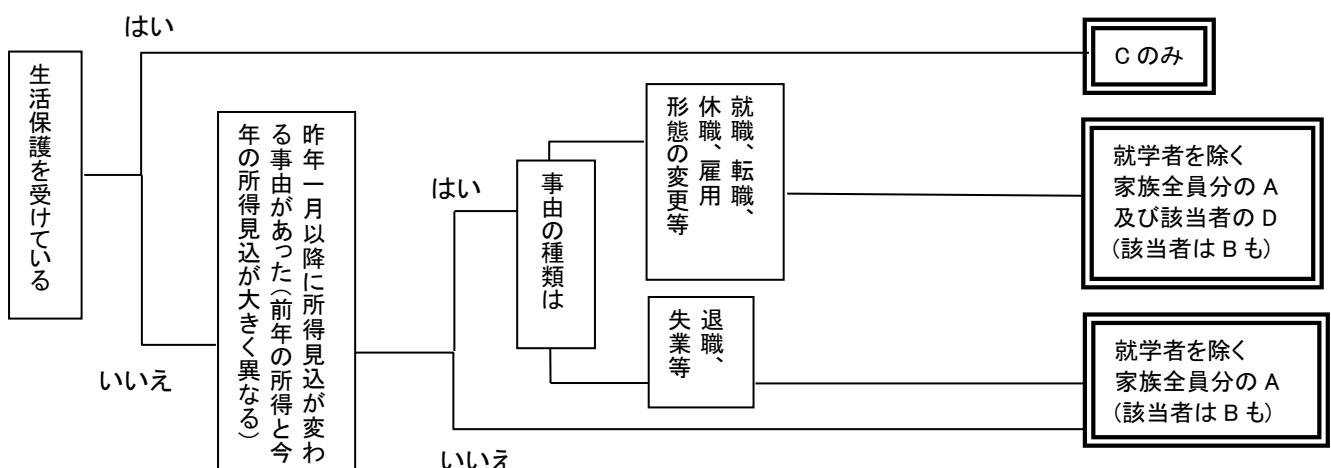 はい
生活保護を受けている
いいえ
昨年一月以降に所得見込が変わ
る事由があった(前年の所得と今
年の所得見込が大きく異なる)
はい
いいえ
事由の種類は
就職、転職、
休職、雇用
形態の変更等
退職、
失業等
Cのみ
就学者を除く
家族全員分のA
及び該当者のD
(該当者はBも)
就学者を除く
家族全員分のA
(該当者はBも)